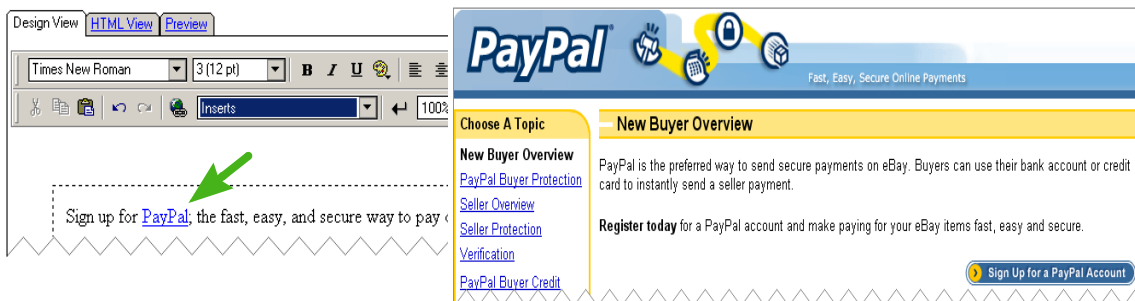 Design View HTML View Preview
Times New Roman 3 (12 pt) B I U
Inserts 100%
Sign up for PayPal; the fast, easy, and secure way to pay
PayPal
Fast, Easy, Secure Online Payments
Choose A Topic
New Buyer Overview
PayPal Buyer Protection
Seller Overview
Seller Protection
Verification
PayPal Buyer Credit
New Buyer Overview
PayPal is the preferred way to send secure payments on eBay. Buyers can use their bank account or credit
card to instantly send a seller payment.
Register today for a PayPal account and make paying for your eBay items fast, easy and secure.
Sign Up for a PayPal Account